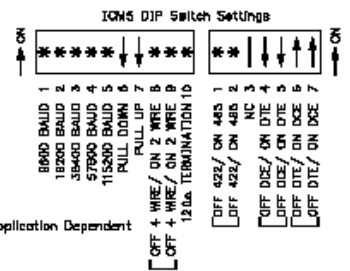 ICM5 DIP Switch Settings
ON
ON
9600 BAUD 1
19200 BAUD 2
38400 BAUD 3
57600 BAUD 4
115200 BAUD 5
PULL DOWN 6
PULL UP 7
OFF 4 WIRE/ ON 2 WIRE 8
OFF 4 WIRE/ ON 2 WIRE 9
120Ω TERMINATION 10
OFF 422/ ON 485 1
OFF 422/ ON 485 2
NC 3
OFF DCE/ ON DTE 4
OFF DCE/ ON DTE 5
OFF DTE/ ON DCE 6
OFF DTE/ ON DCE 7
pplication Dependent